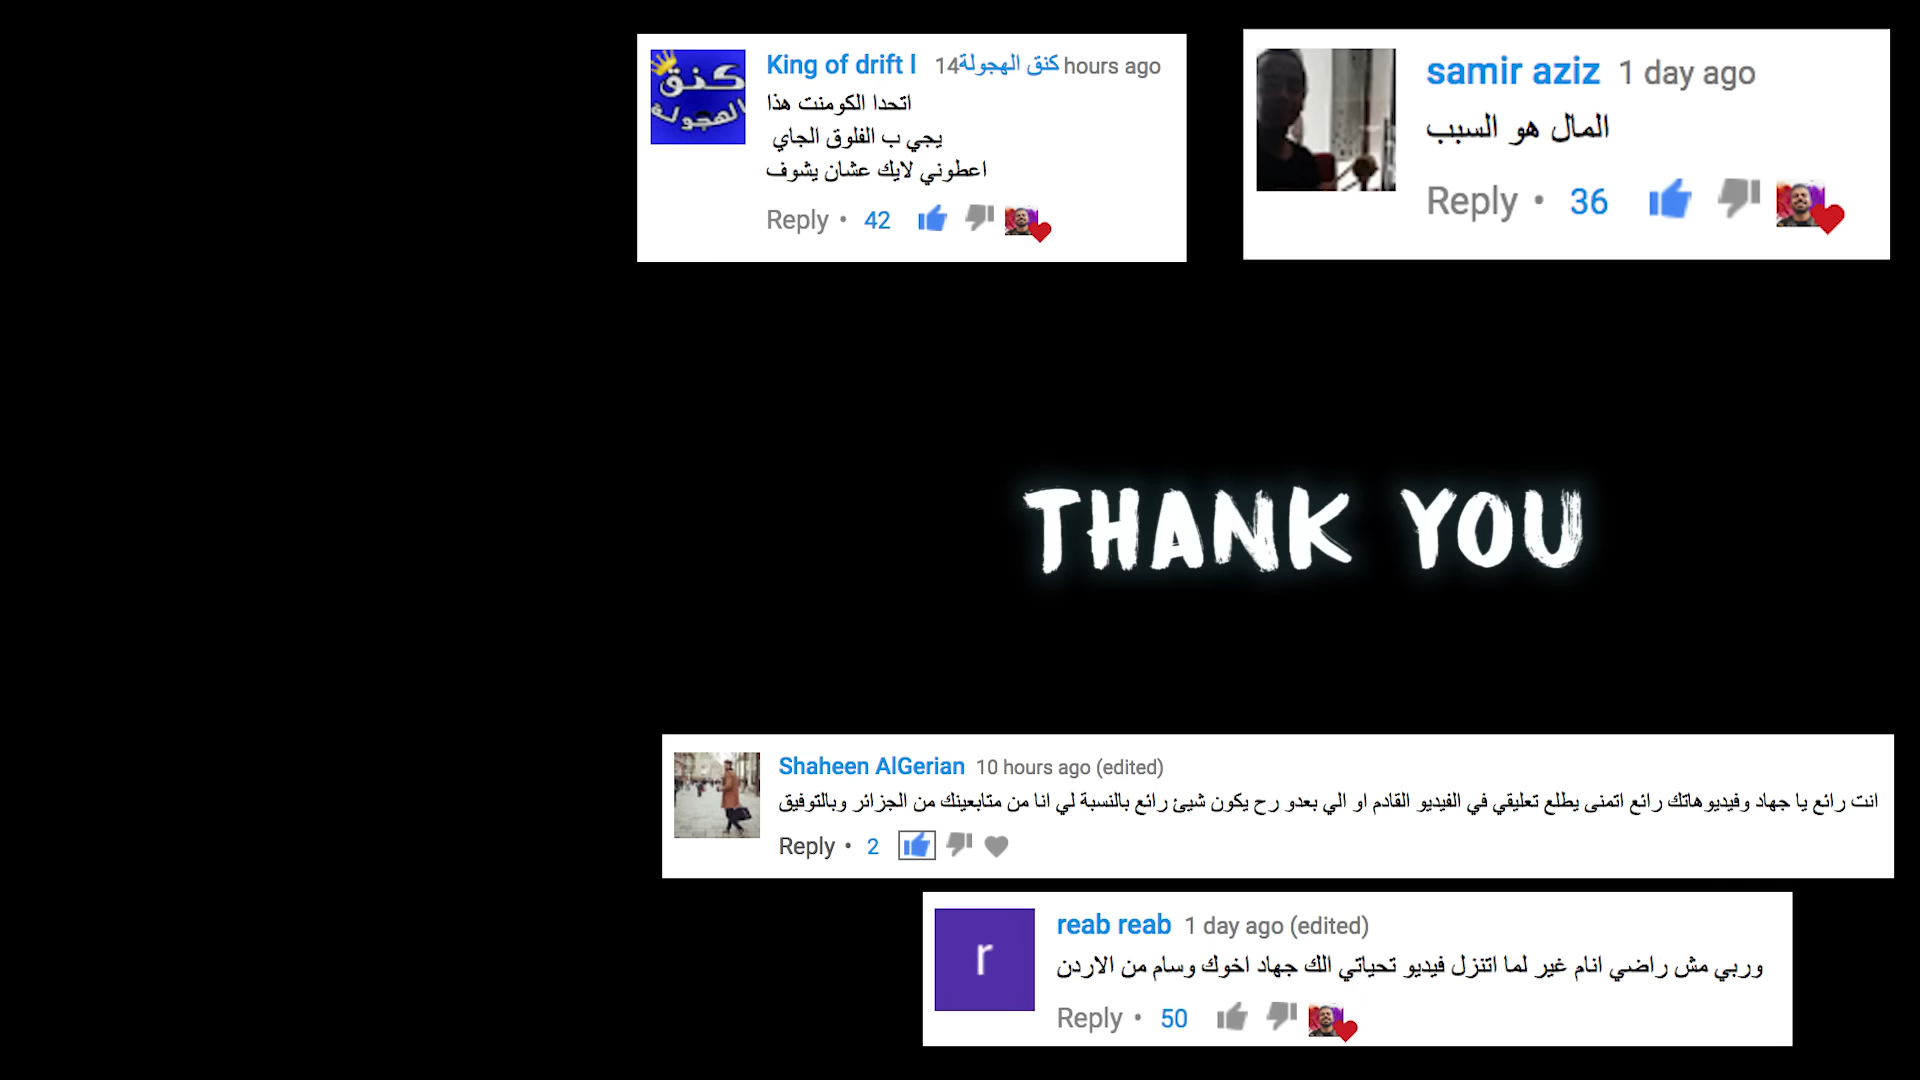 كنق
الهجولة
King of drift l كنق الهجولة 14 hours ago
اتحدا الكومنت هذا
يجي ب الفلوق الجاي
اعطوني لايك عشان يشوف
Reply • 42
samir aziz 1 day ago
المال هو السبب
Reply • 36
THANK YOU
Shaheen AlGerian 10 hours ago (edited)
انت رائع يا جهاد وفيديوهاتك رائع اتمنى يطلع تعليقي في الفيديو القادم او الي بعدو رح يكون شيئ رائع بالنسبة لي انا من متابعينك من الجزائر وبالتوفيق
Reply • 2
r
reab reab 1 day ago (edited)
وربي مش راضي انام غير لما اتنزل فيديو تحياتي الك جهاد اخوك وسام من الاردن
Reply • 50